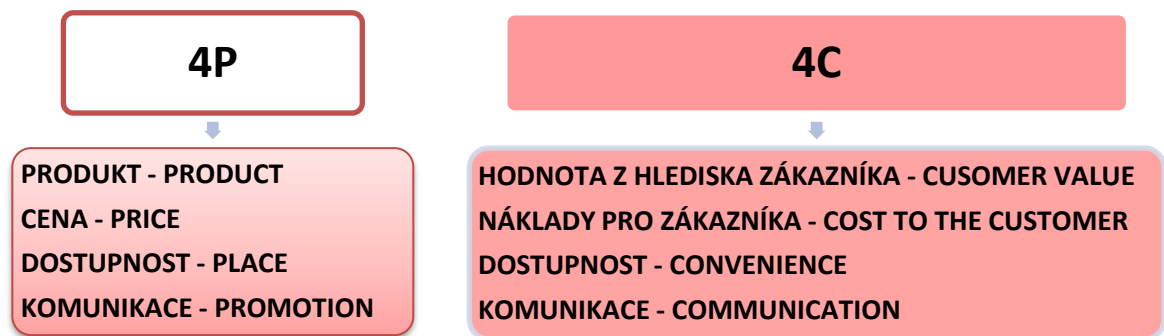 4P
PRODUKT - PRODUCT
CENA - PRICE
DOSTUPNOST - PLACE
KOMUNIKACE - PROMOTION
4C
HODNOTA Z HLEDISKA ZÁKAZNÍKA - CUSOMER VALUE
NÁKLADY PRO ZÁKAZNÍKA - COST TO THE CUSTOMER
DOSTUPNOST - CONVENIENCE
KOMUNIKACE - COMMUNICATION